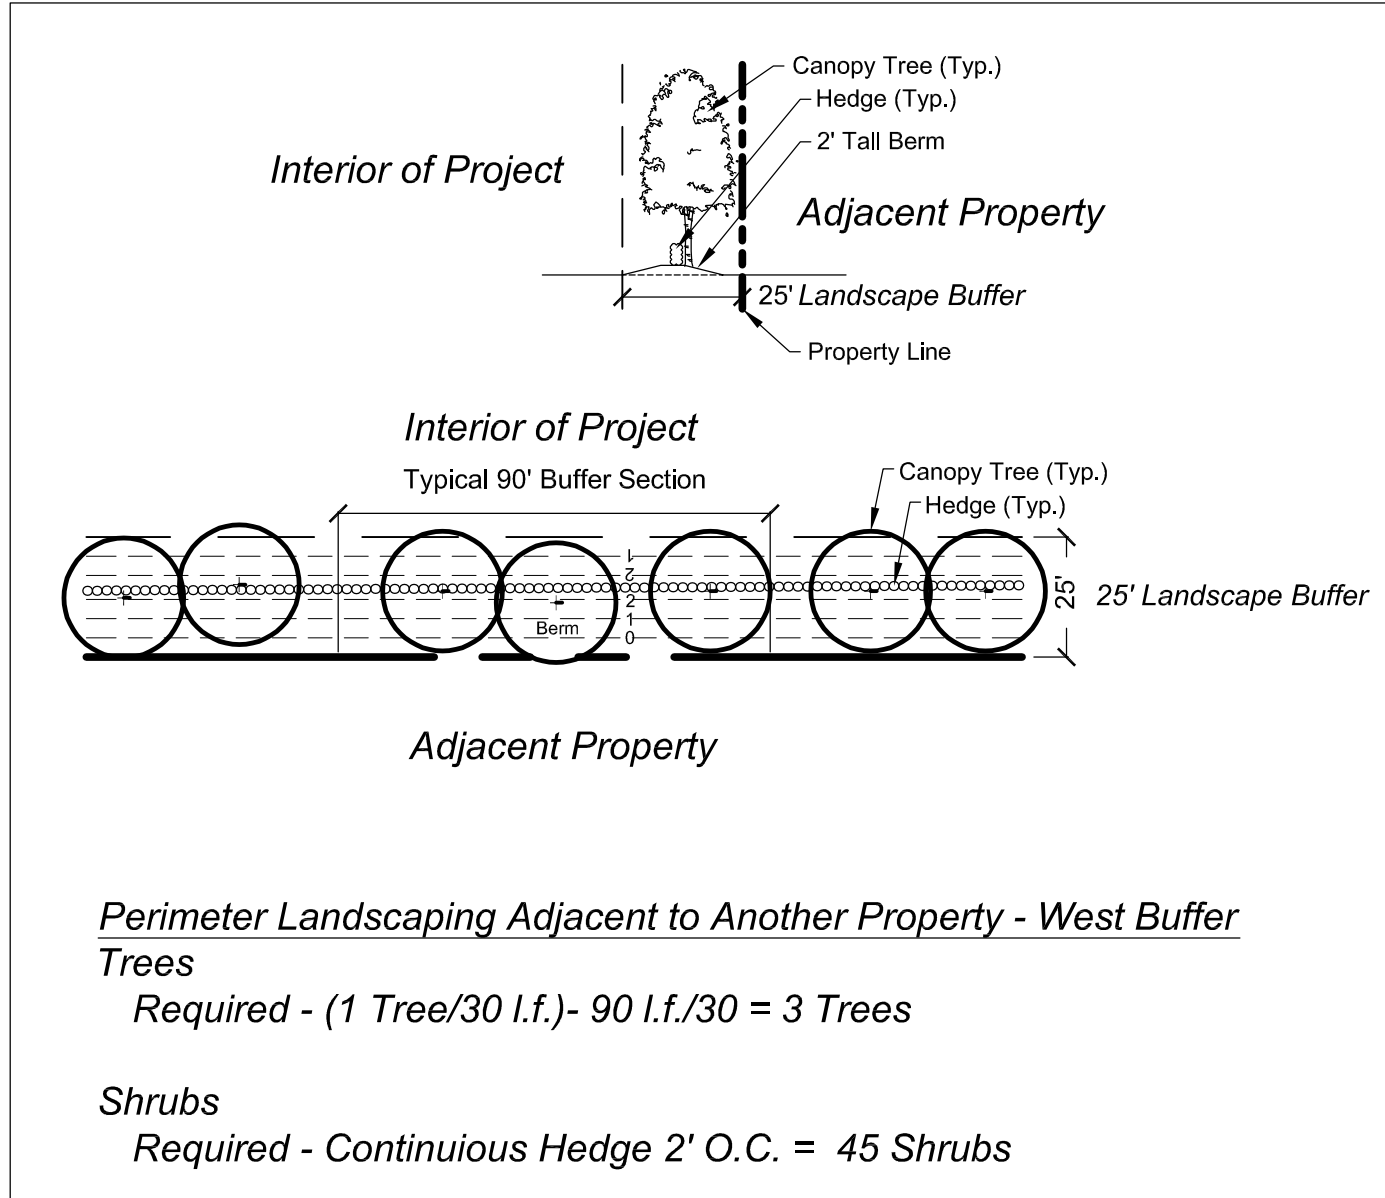 Canopy Tree (Typ.)
Hedge (Typ.)
2' Tall Berm
Interior of Project
Adjacent Property
25' Landscape Buffer
Property Line
Interior of Project
Typical 90' Buffer Section
Canopy Tree (Typ.)
Hedge (Typ.)
1
2
2
1
0
Berm
25'
25' Landscape Buffer
Adjacent Property
Perimeter Landscaping Adjacent to Another Property - West Buffer
Trees
Required - (1 Tree/30 l.f.)- 90 l.f./30 = 3 Trees
Shrubs
Required - Continuious Hedge 2' O.C. = 45 Shrubs